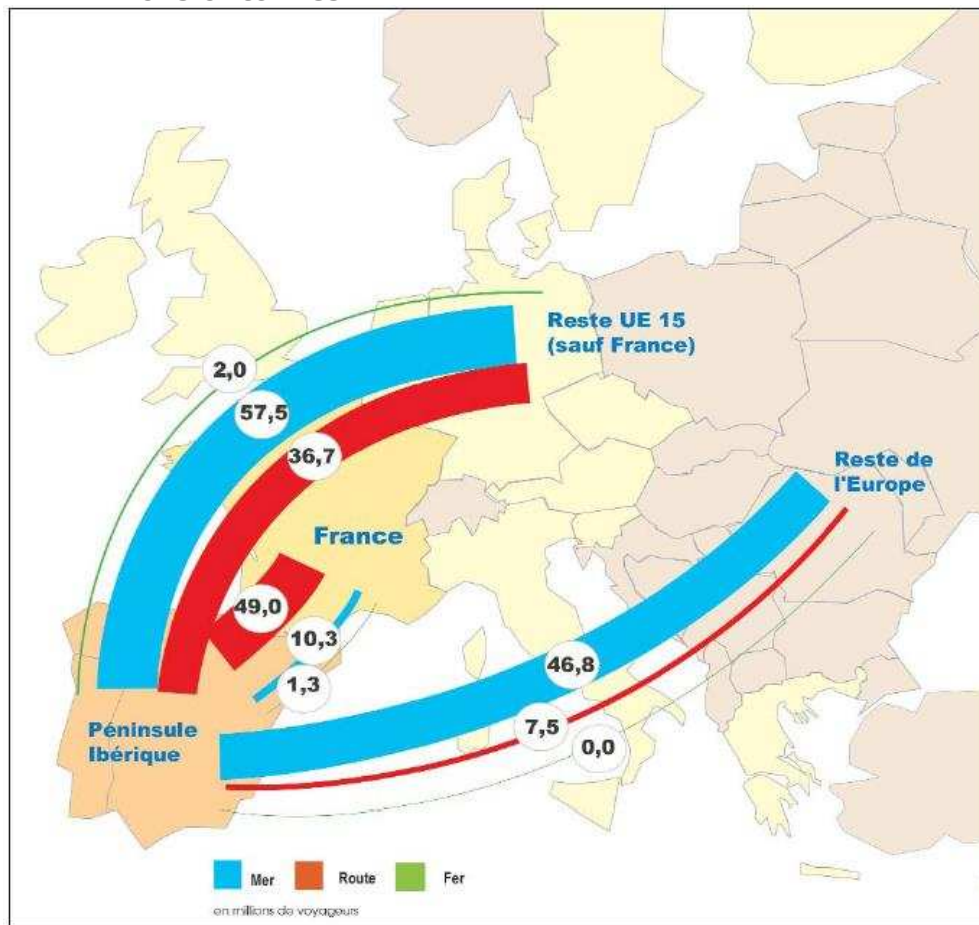 Reste UE 15
(sauf France)
2,0
57,5
36,7
Reste de
l'Europe
France
49,0
10,3
1,3
46,8
7,5
0,0
Péninsule
Ibérique
Mer
Route
Fer
en millions de voyageurs